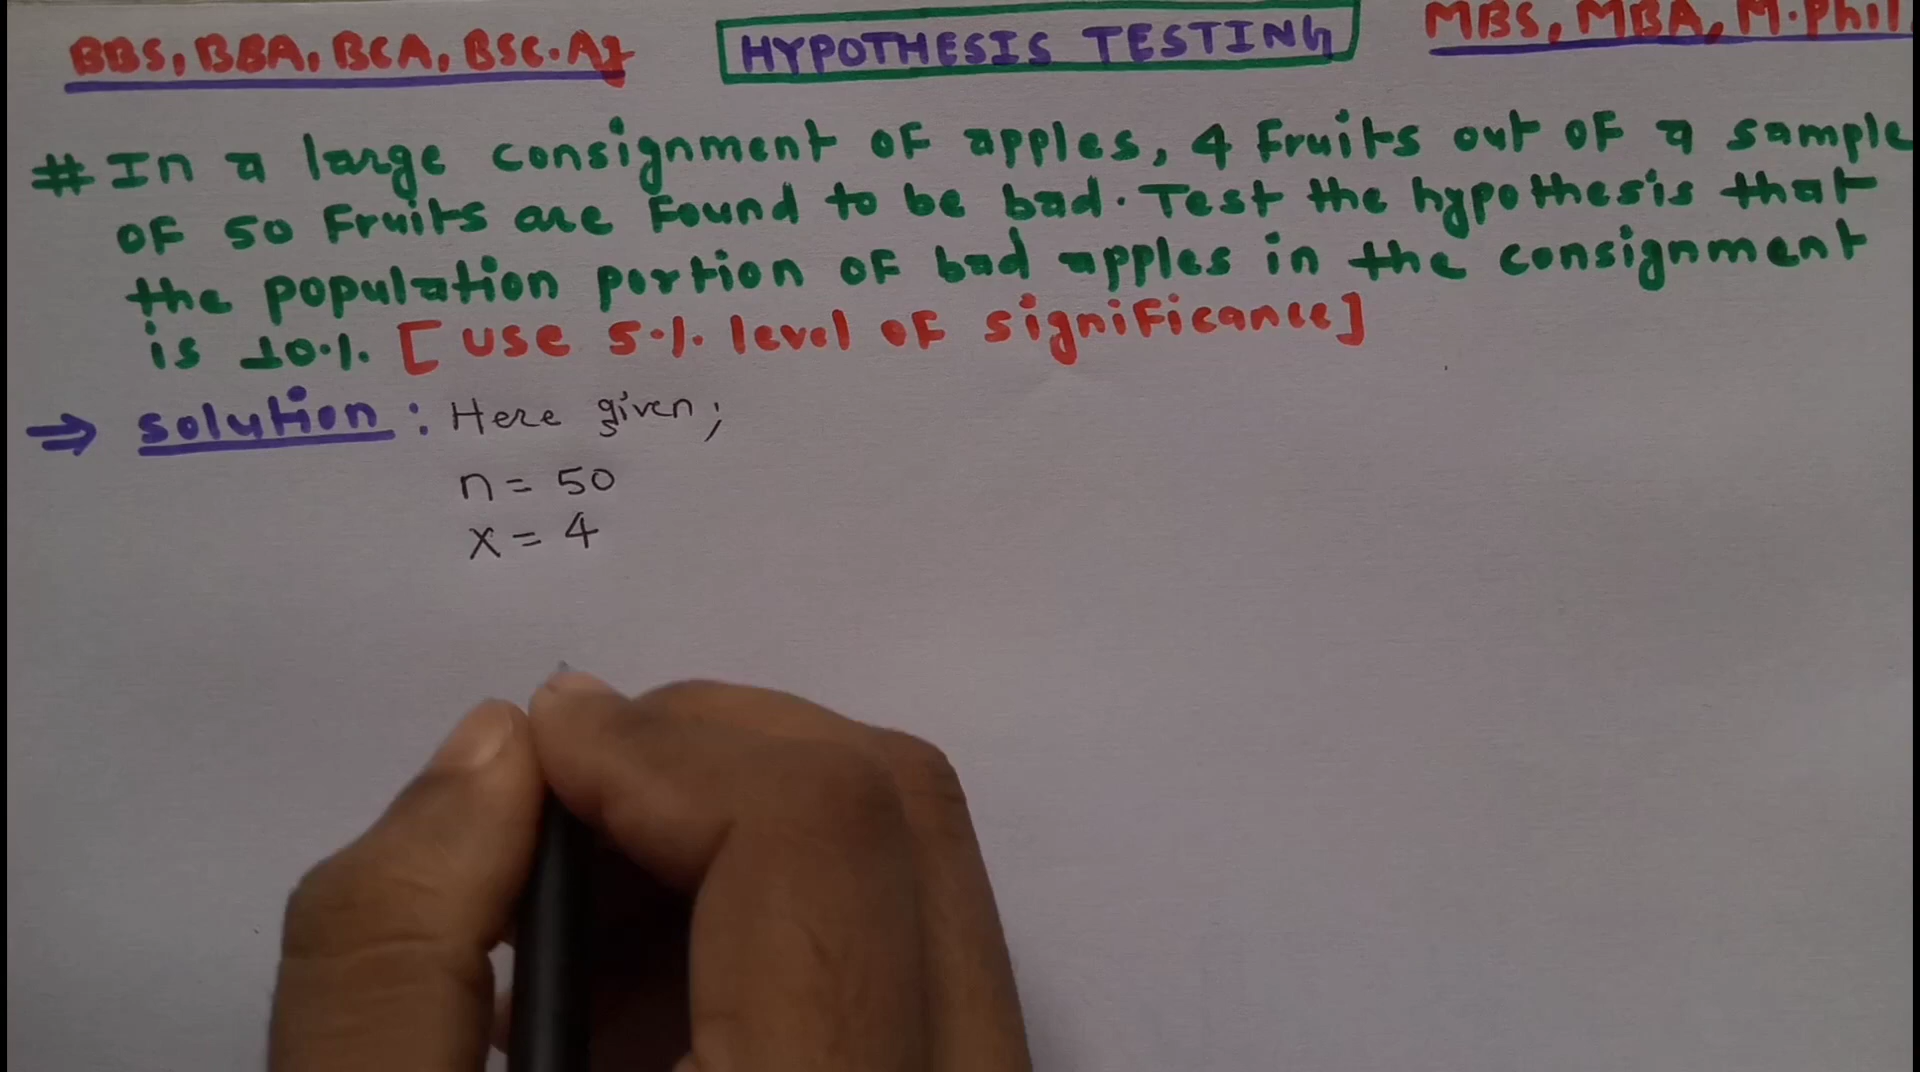 BBS, BBA, BCA, BSC.Ag
HYPOTHESIS TESTING
MBS, MBA, M.Phil
# In a large consignment of apples, 4 Fruits out of a sample
of 50 Fruits are Found to be bad. Test the hypothesis that
the population portion of bad apples in the consignment
is 10%. [use 5% level of significance]
⇒ solution: Here given;
n = 50
x = 4